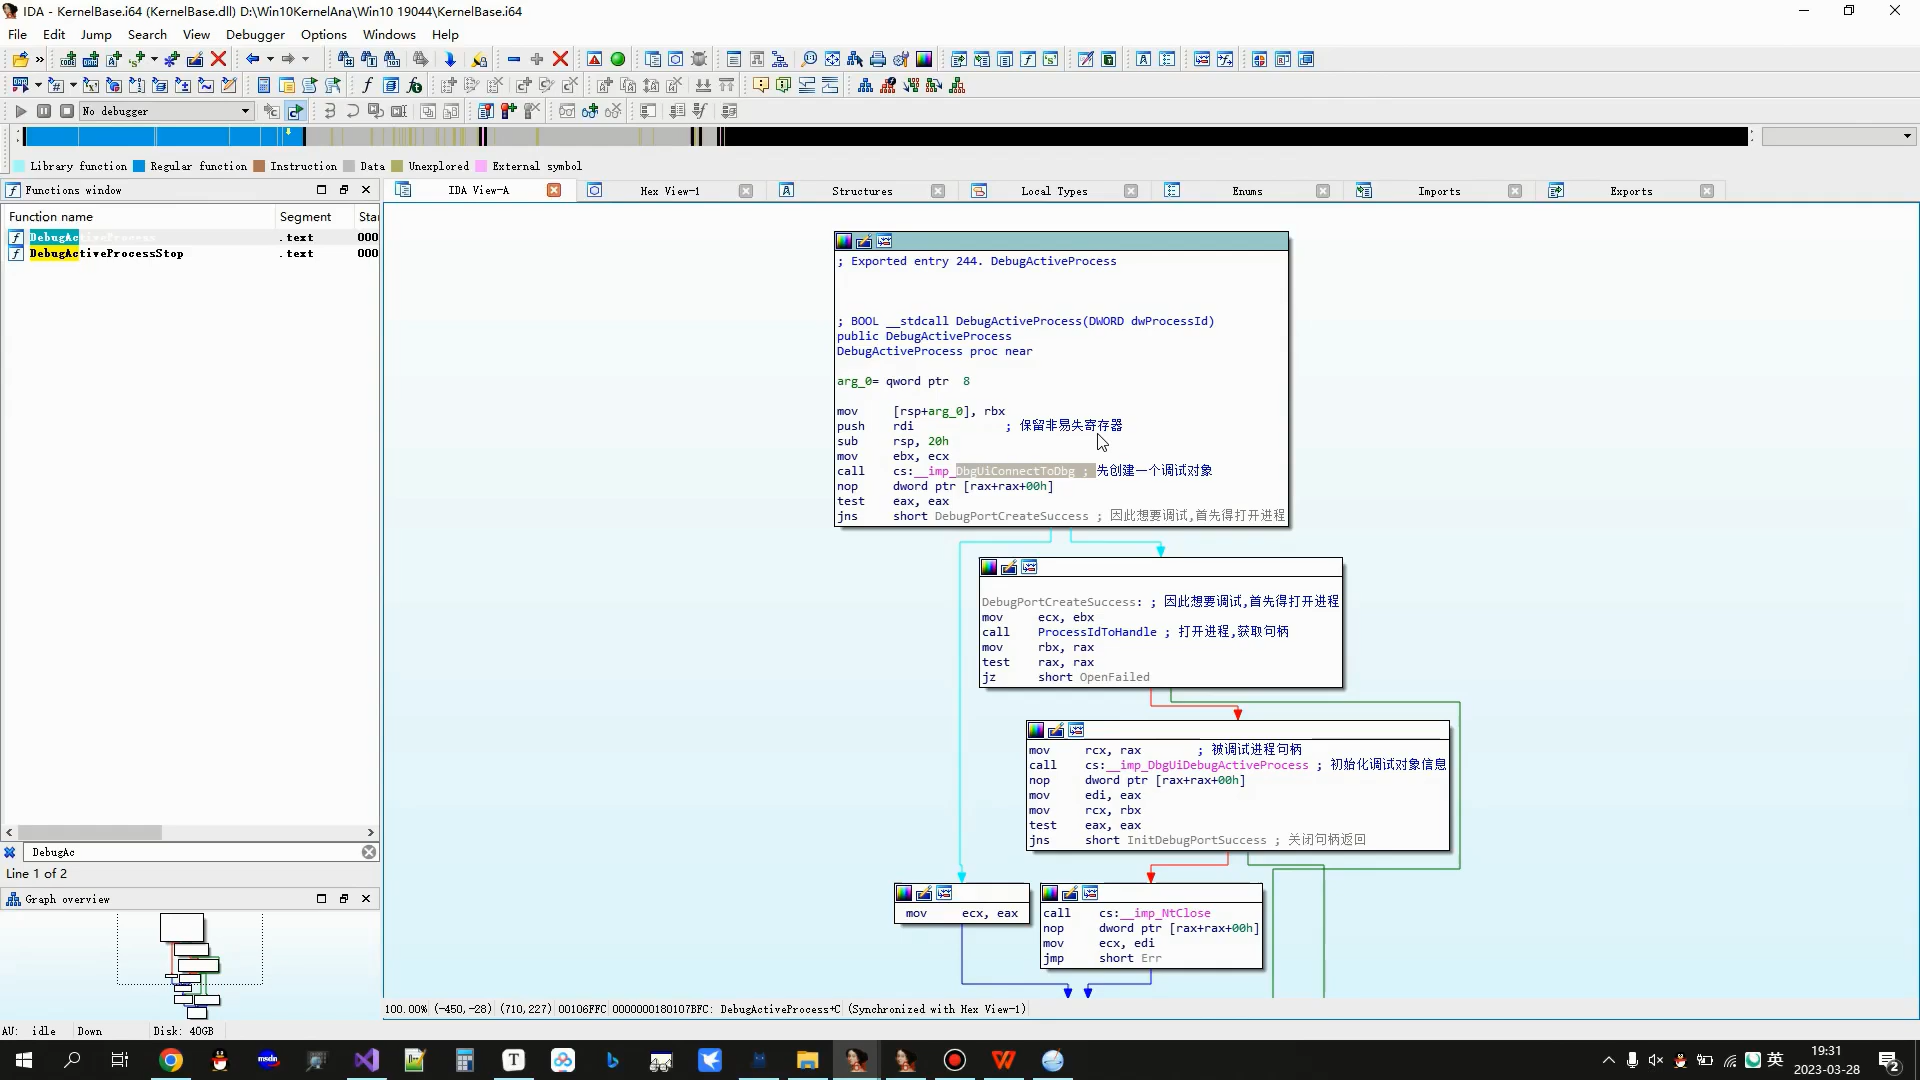 IDA - KernelBase.i64 (KernelBase.dll) D:\Win10KernelAna\Win10 19044\KernelBase.i64
File Edit Jump Search View Debugger Options Windows Help
No debugger
Library function Regular function Instruction Data Unexplored External symbol
Functions window
IDA View-A Hex View-1 Structures Local Types Enums Imports Exports
Function name Segment Star
DebugActiveProcess .text 000
DebugActiveProcessStop .text 000
; Exported entry 244. DebugActiveProcess
; BOOL __stdcall DebugActiveProcess(DWORD dwProcessId)
public DebugActiveProcess
DebugActiveProcess proc near
arg_0= qword ptr 8
mov [rsp+arg_0], rbx
push rdi ; 保留非易失寄存器
sub rsp, 20h
mov ebx, ecx
call cs:__imp_DbgUiConnectToDbg ; 先创建一个调试对象
nop dword ptr [rax+rax+00h]
test eax, eax
jns short DebugPortCreateSuccess ; 因此想要调试,首先得打开进程
DebugPortCreateSuccess: ; 因此想要调试,首先得打开进程
mov ecx, ebx
call ProcessIdToHandle ; 打开进程,获取句柄
mov rbx, rax
test rax, rax
jz short OpenFailed
mov rcx, rax ; 被调试进程句柄
call cs:__imp_DbgUiDebugActiveProcess ; 初始化调试对象信息
nop dword ptr [rax+rax+00h]
mov edi, eax
mov rcx, rbx
test eax, eax
jns short InitDebugPortSuccess ; 关闭句柄返回
mov ecx, eax
call cs:__imp_NtClose
nop dword ptr [rax+rax+00h]
mov ecx, edi
jmp short Err
DebugAc
Line 1 of 2
Graph overview
100.00% (-450,-28) (710,227) 00106FFC 0000000180107BFC: DebugActiveProcess+C (Synchronized with Hex View-1)
AU: idle Down Disk: 40GB
英
19:31
2023-03-28
2